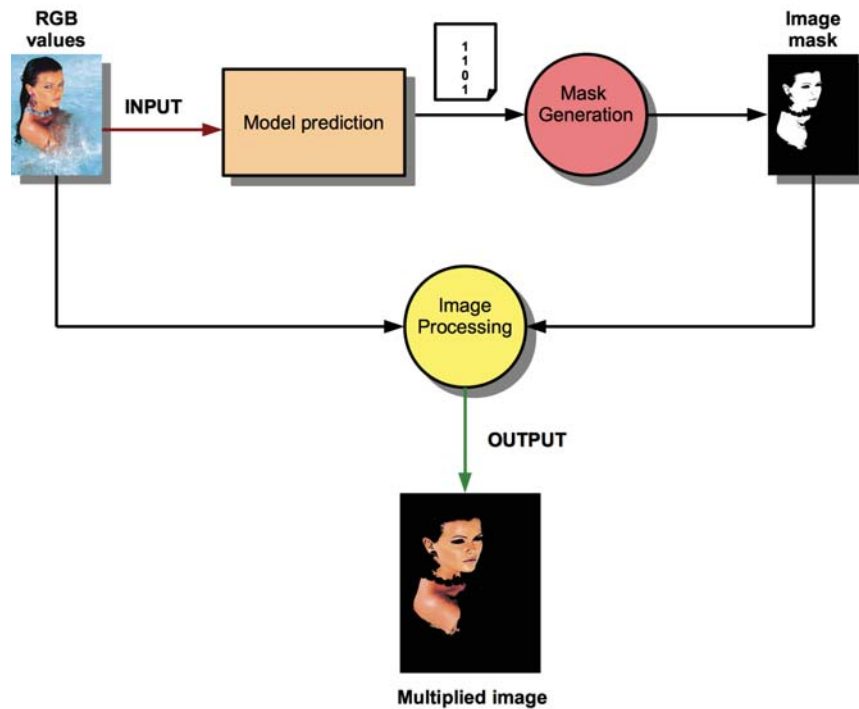 RGB
values
INPUT
Model prediction
1
1
0
1
Mask
Generation
Image
mask
Image
Processing
OUTPUT
Multiplied image